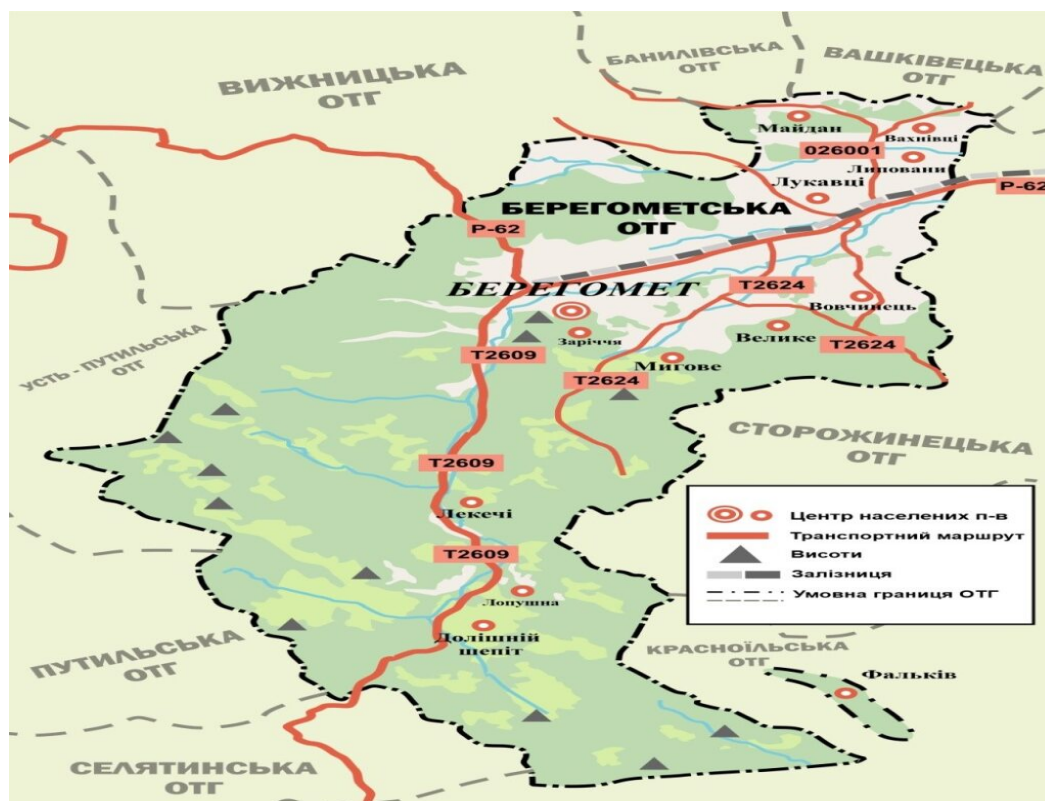 БАНИЛІВСЬКА
ОТГ
ВАШКІВЕЦЬКА
ОТГ
ВИЖНИЦЬКА
ОТГ
Майдан
Вахнівці
026001
Липовани
Лукавці
Р-62
БЕРЕГОМЕТСЬКА
ОТГ
Р-62
БЕРЕГОМЕТ
Т2624
Вовчинець
Заріччя
Велике
Т2609
Т2624
Мигове
Т2624
УСТЬ - ПУТИЛЬСЬКА
ОТГ
СТОРОЖИНЕЦЬКА
ОТГ
Т2609
Лекечі
Центр населених п-в
Транспортний маршрут
Висоти
Залізниця
Умовна границя ОТГ
Т2609
Лопушна
Долішній
шепіт
ПУТИЛЬСЬКА
ОТГ
КРАСНОЇЛЬСЬКА
ОТГ
Фальків
СЕЛЯТИНСЬКА
ОТГ